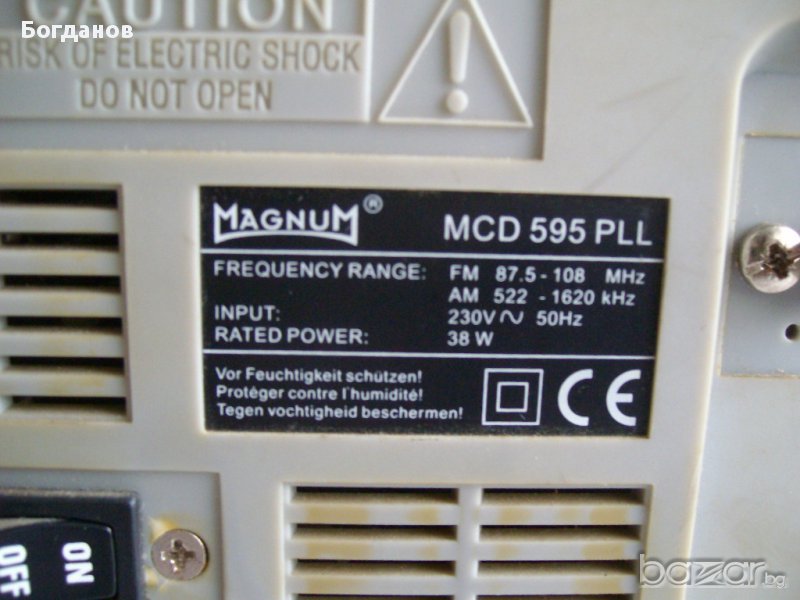 Богданов
CAUTION
RISK OF ELECTRIC SHOCK
DO NOT OPEN
MAGNUM ® MCD 595 PLL
FREQUENCY RANGE: FM 87.5 - 108 MHz
AM 522 - 1620 kHz
INPUT: 230V ~ 50Hz
RATED POWER: 38 W
Vor Feuchtigkeit schützen!
Protéger contre l'humidité!
Tegen vochtigheid beschermen!
CE
ON
OFF
bazar.bg